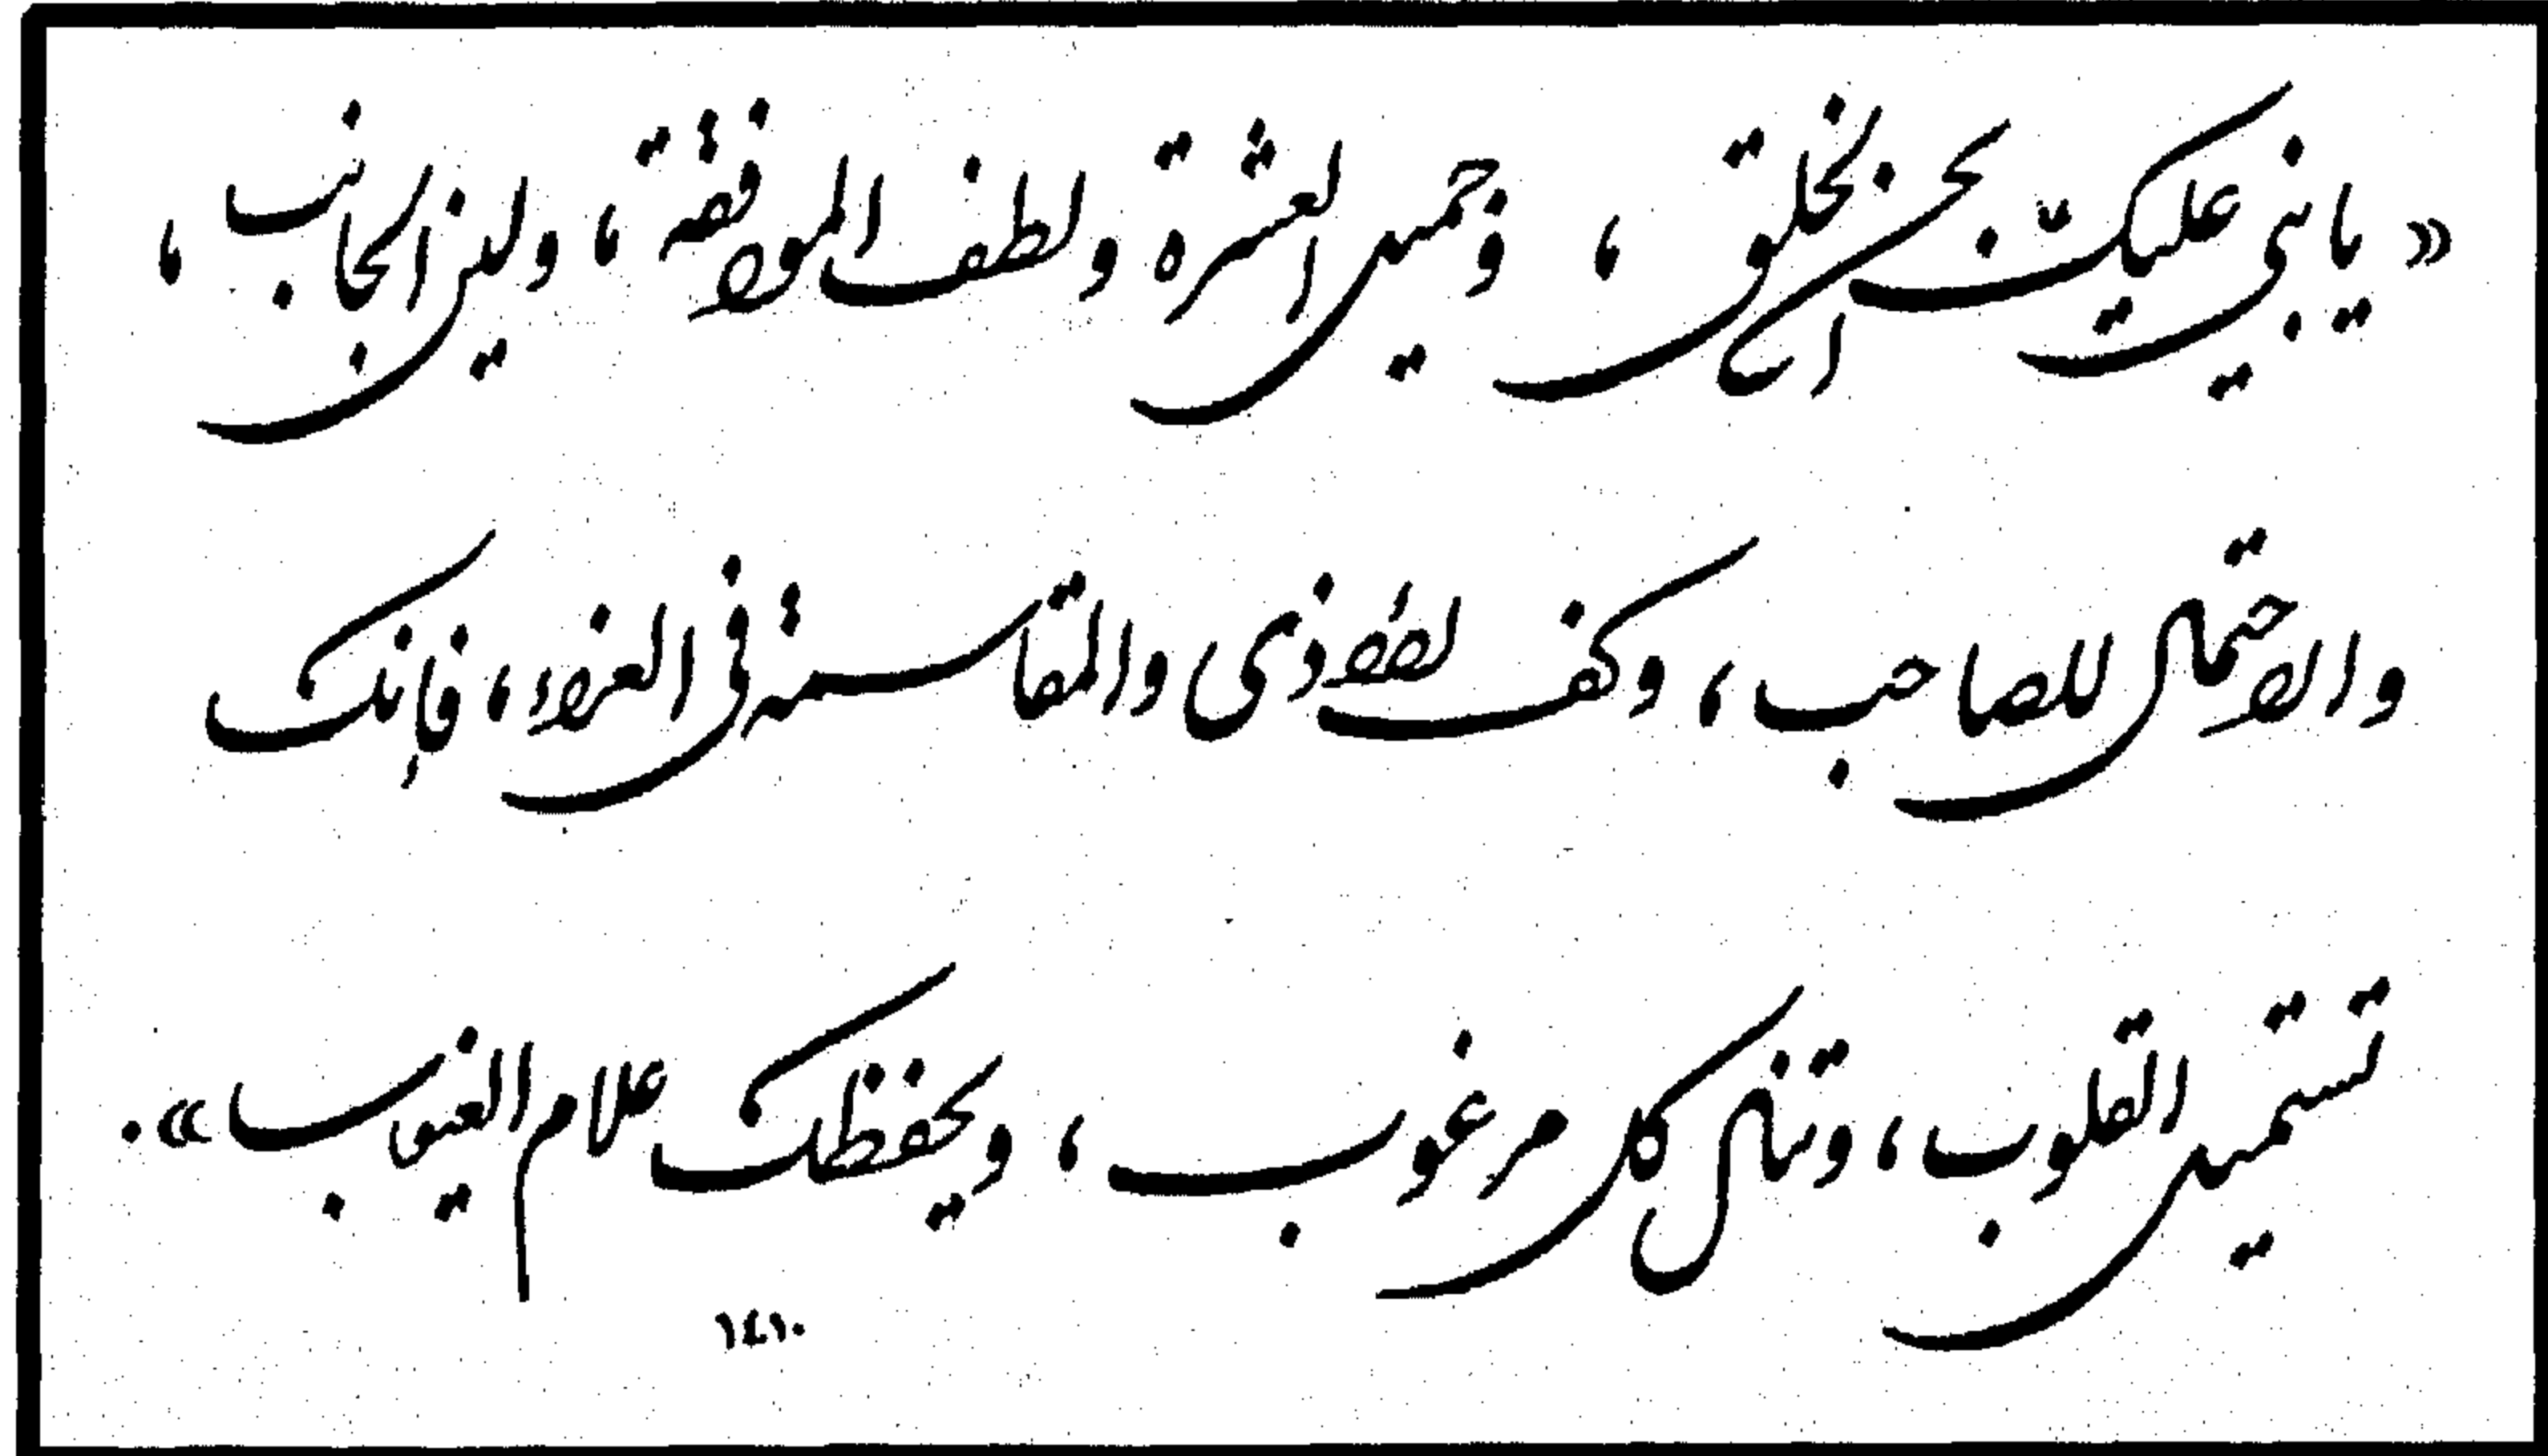 «يا بني عليك بحسن الخلق، وجميل العشرة ولطف الموافقة، ولين الجانب،
والاحتمال للصاحب، وكف الأذى والمقاسمة في العزاء، فإنك
تستميل القلوب، وتنال كل مرغوب، ويحفظك علام الغيوب».
١٤١٠